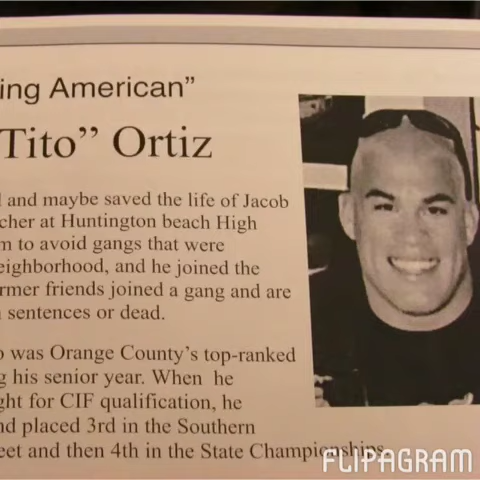 ing American”
Tito” Ortiz
and maybe saved the life of Jacob
cher at Huntington beach High
m to avoid gangs that were
eighborhood, and he joined the
rmer friends joined a gang and are
sentences or dead.
was Orange County’s top-ranked
g his senior year. When he
ght for CIF qualification, he
nd placed 3rd in the Southern
eet and then 4th in the State Championships.
FLIPAGRAM